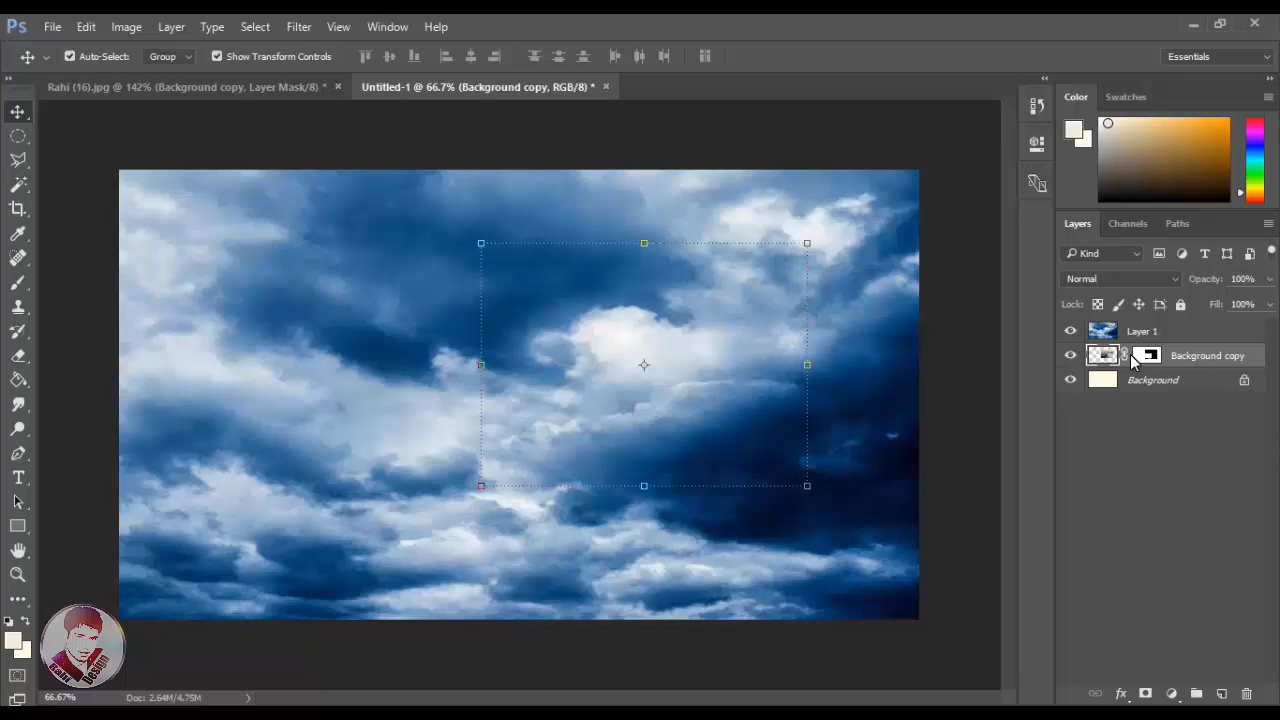 Ps File Edit Image Layer Type Select Filter View Window Help
Auto-Select: Group Show Transform Controls Essentials
Rahi (16).jpg @ 142% (Background copy, Layer Mask/8) * × Untitled-1 @ 66.7% (Background copy, RGB/8) * ×
Color Swatches
Layers Channels Paths
Kind
Normal Opacity: 100%
Lock: Fill: 100%
Layer 1
Background copy
Background
66.67% Doc: 2.64M/4.75M
Design